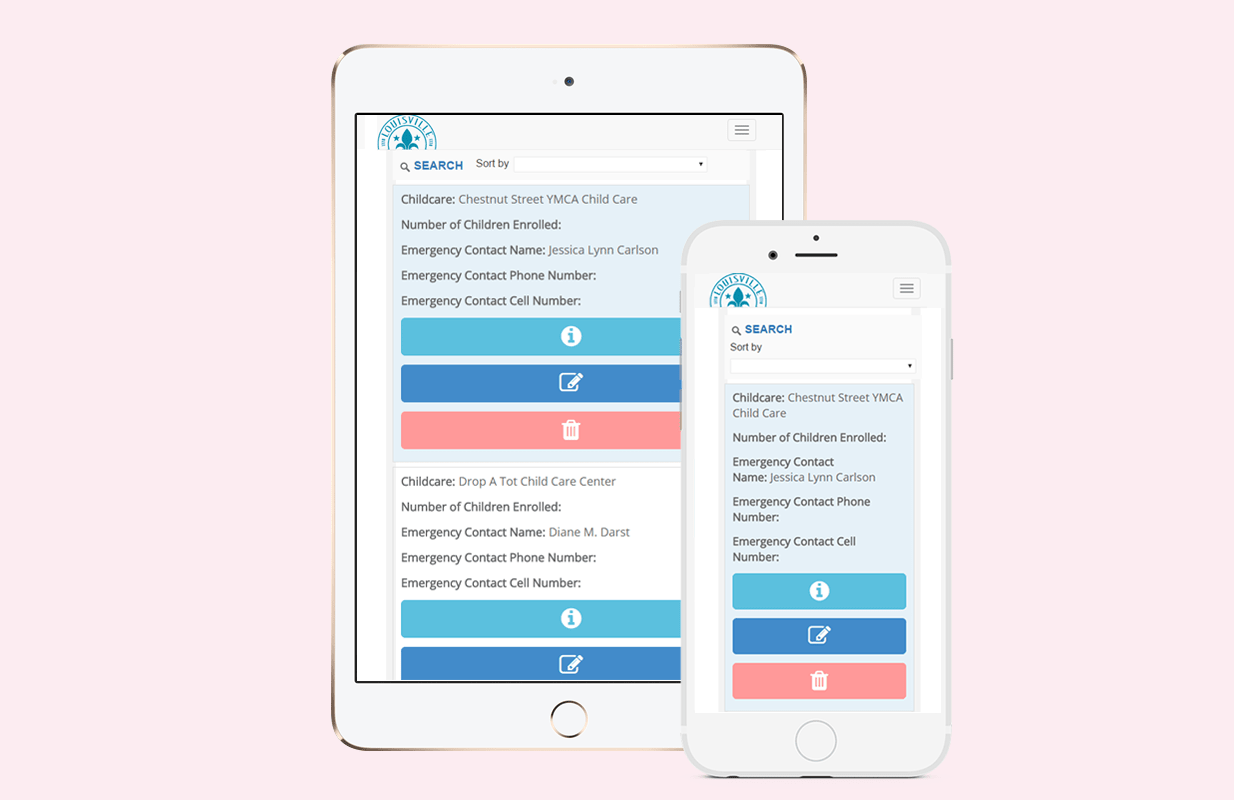 LOUISVILLE
SEARCH Sort by
Childcare: Chestnut Street YMCA Child Care
Number of Children Enrolled:
Emergency Contact Name: Jessica Lynn Carlson
Emergency Contact Phone Number:
Emergency Contact Cell Number:
Childcare: Drop A Tot Child Care Center
Number of Children Enrolled:
Emergency Contact Name: Diane M. Darst
Emergency Contact Phone Number:
Emergency Contact Cell Number:
LOUISVILLE
SEARCH
Sort by
Childcare: Chestnut Street YMCA
Child Care
Number of Children Enrolled:
Emergency Contact
Name: Jessica Lynn Carlson
Emergency Contact Phone
Number:
Emergency Contact Cell
Number: